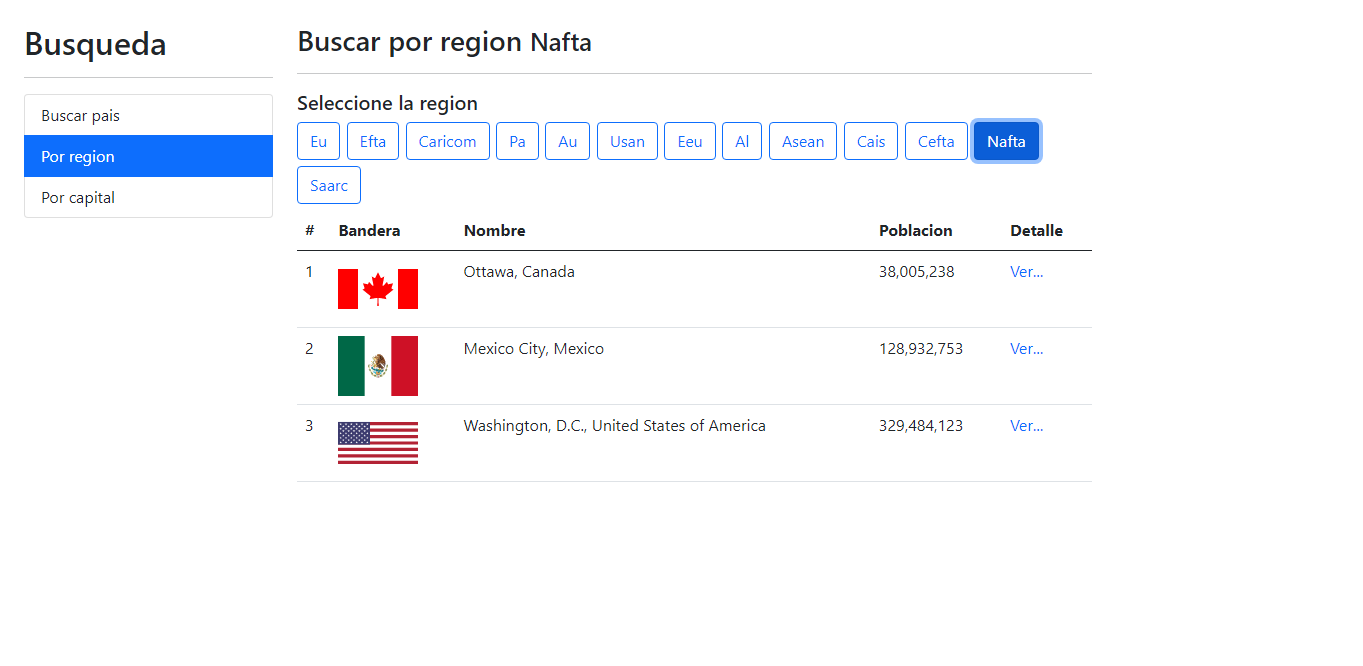 Busqueda
Buscar pais
Por region
Por capital
Buscar por region Nafta
Seleccione la region
Eu Efta Caricom Pa Au Usan Eeu Al Asean Cais Cefta Nafta
Saarc
# Bandera Nombre Poblacion Detalle
1 Ottawa, Canada 38,005,238 Ver...
2 Mexico City, Mexico 128,932,753 Ver...
3 Washington, D.C., United States of America 329,484,123 Ver...